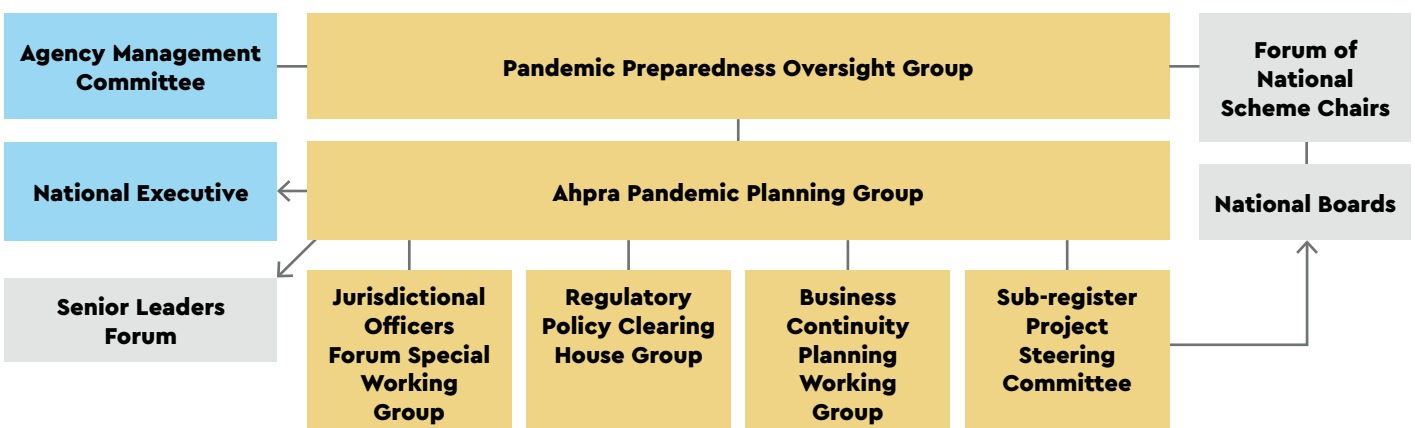 Agency Management
Committee
Pandemic Preparedness Oversight Group
Forum of
National
Scheme Chairs
National Executive
Ahpra Pandemic Planning Group
National Boards
Senior Leaders
Forum
Jurisdictional
Officers
Forum Special
Working
Group
Regulatory
Policy Clearing
House Group
Business
Continuity
Planning
Working
Group
Sub-register
Project
Steering
Committee